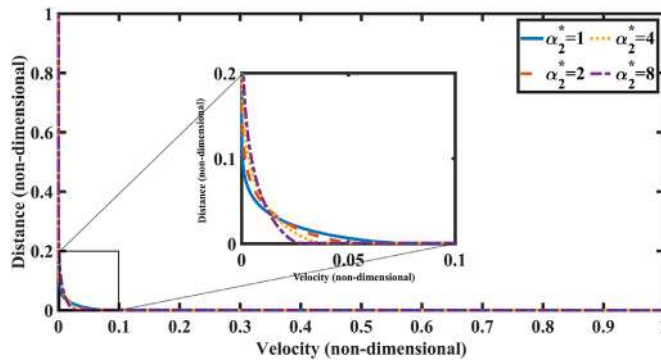 1
α₂*=1 α₂*=4
α₂*=2 α₂*=8
0.8
0.6
0.4
0.2
0
Distance (non-dimensional)
0.2
0.1
0
Distance (non-dimensional)
0 0.05 0.1
Velocity (non-dimensional)
0 0.1 0.2 0.3 0.4 0.5 0.6 0.7 0.8 0.9 1
Velocity (non-dimensional)